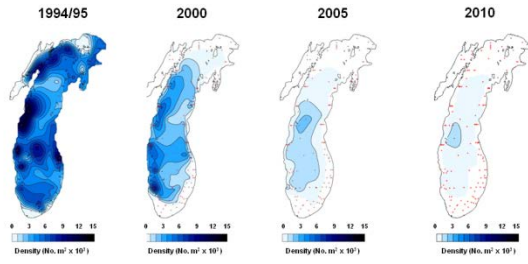 1994/95 2000 2005 2010
0 3 6 9 12 15 0 3 6 9 12 15 0 3 6 9 12 15 0 3 6 9 12 15
Density (No. m² x 10³) Density (No. m² x 10³) Density (No. m² x 10³) Density (No. m² x 10³)